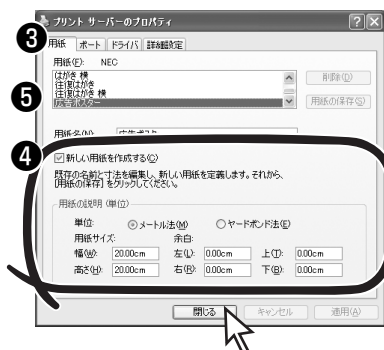 プリント サーバーのプロパティ
❸
用紙 ポート ドライバ 詳細設定
用紙(F): NEC
はがき 横
往復はがき
往復はがき 横
広告ポスター
削除(D)
用紙の保存(S)
❺
用紙名(N): 広告ポスター
❹
新しい用紙を作成する(C)
既存の名前と寸法を編集し、新しい用紙を定義します。それから、
[用紙の保存] をクリックしてください。
用紙の説明 (単位)
単位: メートル法(M) ヤードポンド法(E)
用紙サイズ: 余白:
幅(W): 20.00cm 左(L): 0.00cm 上(T): 0.00cm
高さ(H): 20.00cm 右(R): 0.00cm 下(B): 0.00cm
閉じる キャンセル 適用(A)